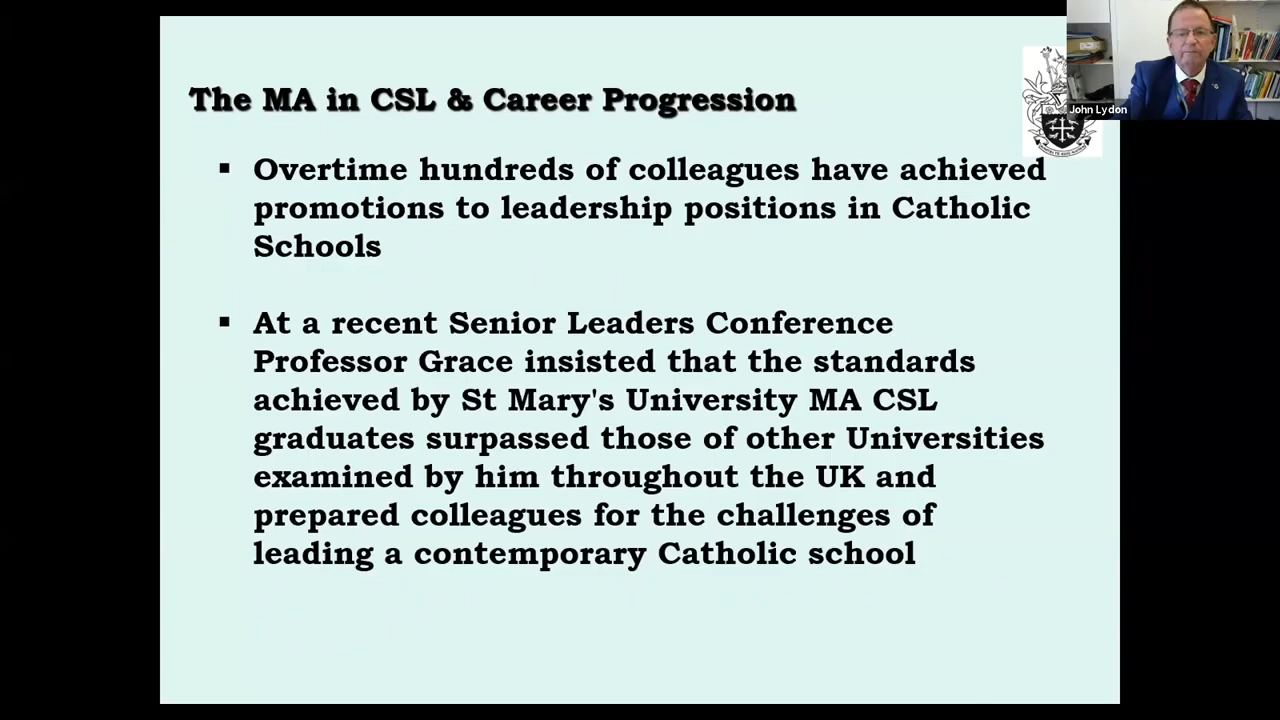 The MA in CSL & Career Progression
John Lydon
▪ Overtime hundreds of colleagues have achieved
promotions to leadership positions in Catholic
Schools
▪ At a recent Senior Leaders Conference
Professor Grace insisted that the standards
achieved by St Mary's University MA CSL
graduates surpassed those of other Universities
examined by him throughout the UK and
prepared colleagues for the challenges of
leading a contemporary Catholic school